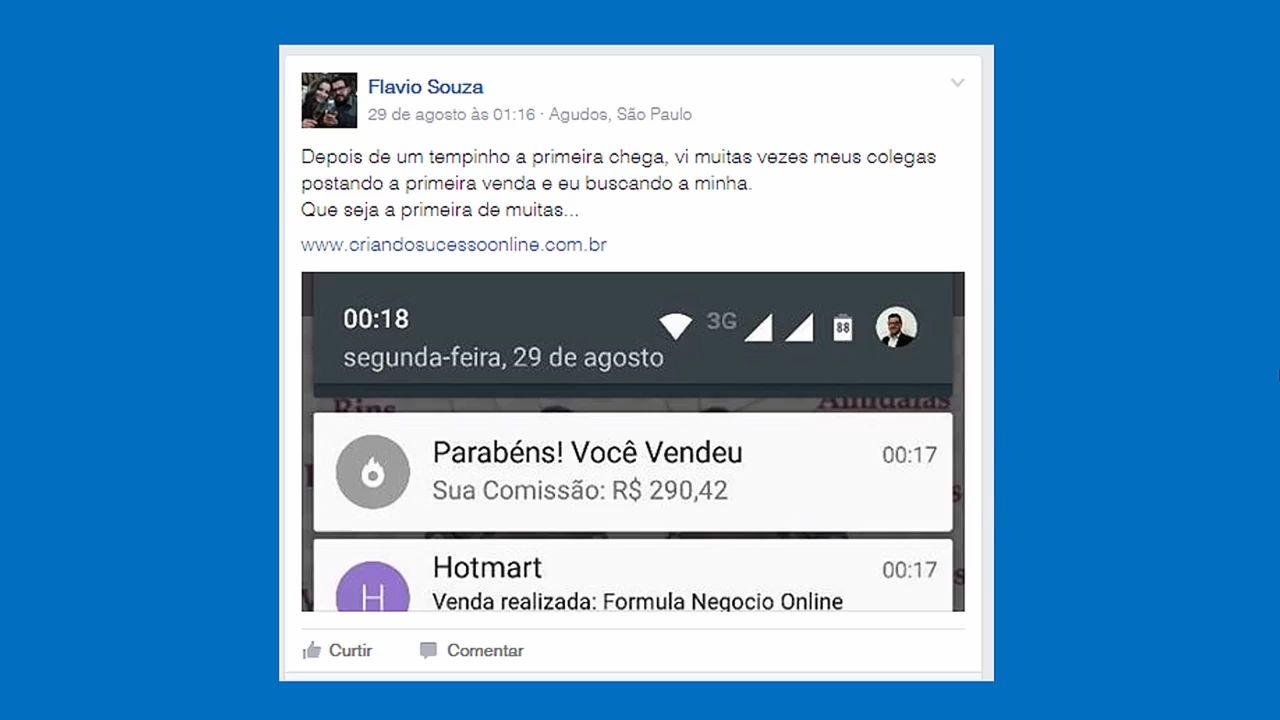 Flavio Souza
29 de agosto às 01:16 · Agudos, São Paulo
Depois de um tempinho a primeira chega, vi muitas vezes meus colegas
postando a primeira venda e eu buscando a minha.
Que seja a primeira de muitas...
www.criandosucessoonline.com.br
00:18
3G
88
segunda-feira, 29 de agosto
Rins
Amídalas
Parabéns! Você Vendeu
00:17
Sua Comissão: R$ 290,42
H
Hotmart
00:17
Venda realizada: Formula Negocio Online
Curtir
Comentar